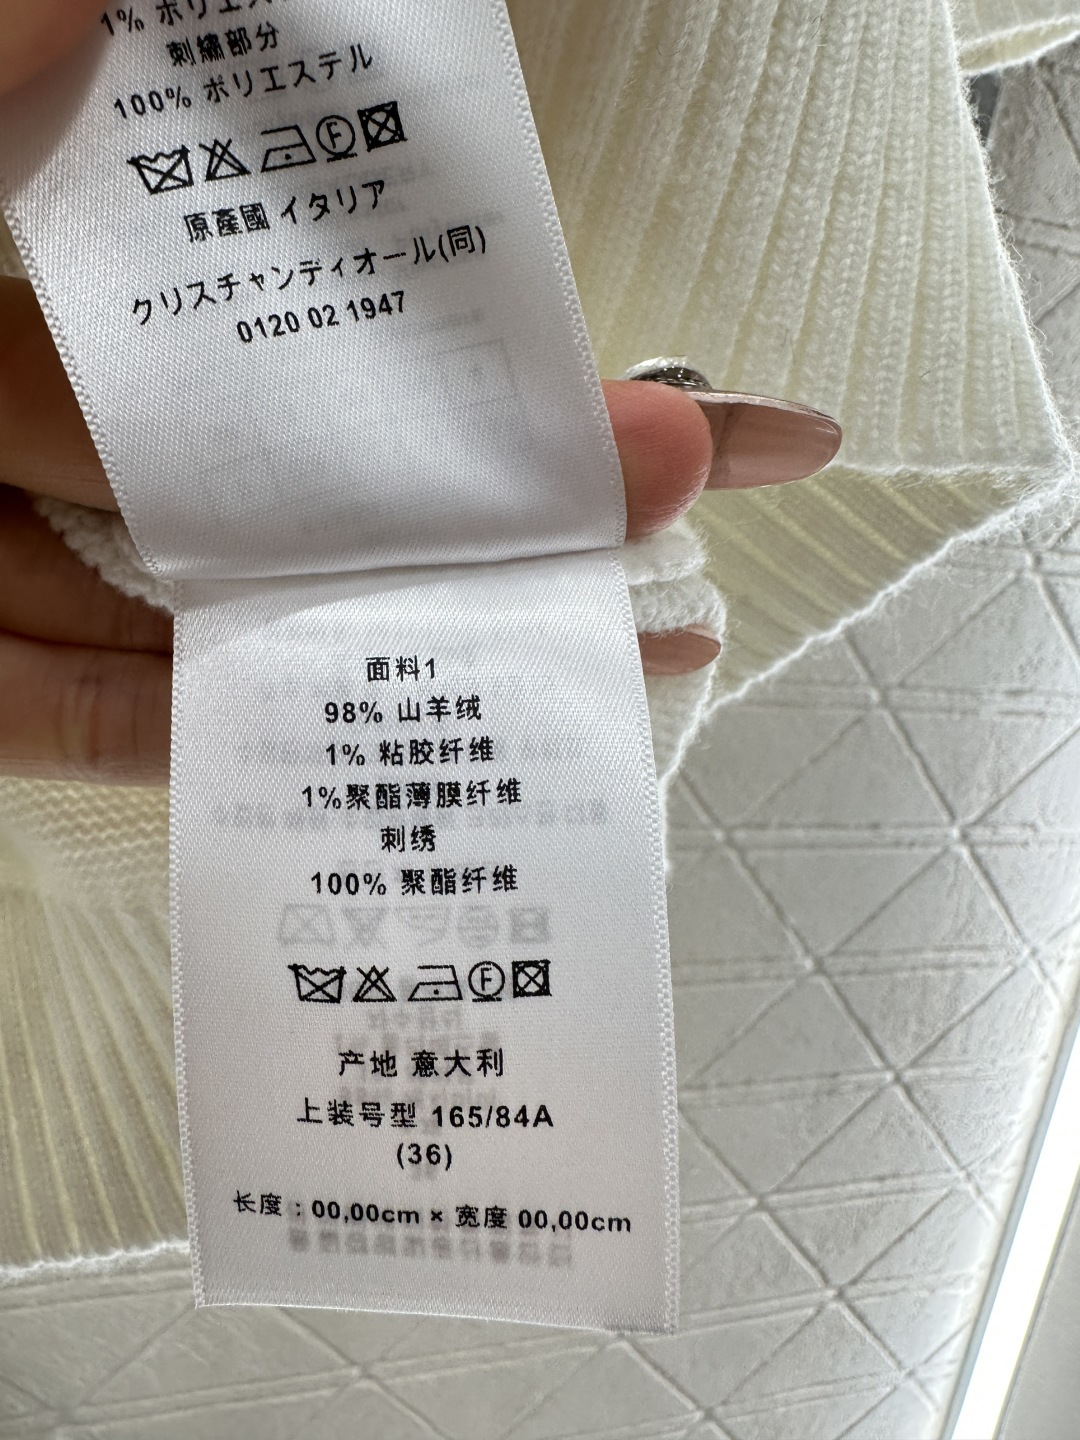 1% ポリエス
刺繍部分
100% ポリエステル
F
原産國 イタリア
クリスチャンディオール(同)
0120 02 1947
面料1
98% 山羊绒
1% 粘胶纤维
1%聚酯薄膜纤维
刺绣
100% 聚酯纤维
F
产地 意大利
上装号型 165/84A
(36)
长度：00,00cm × 宽度 00,00cm